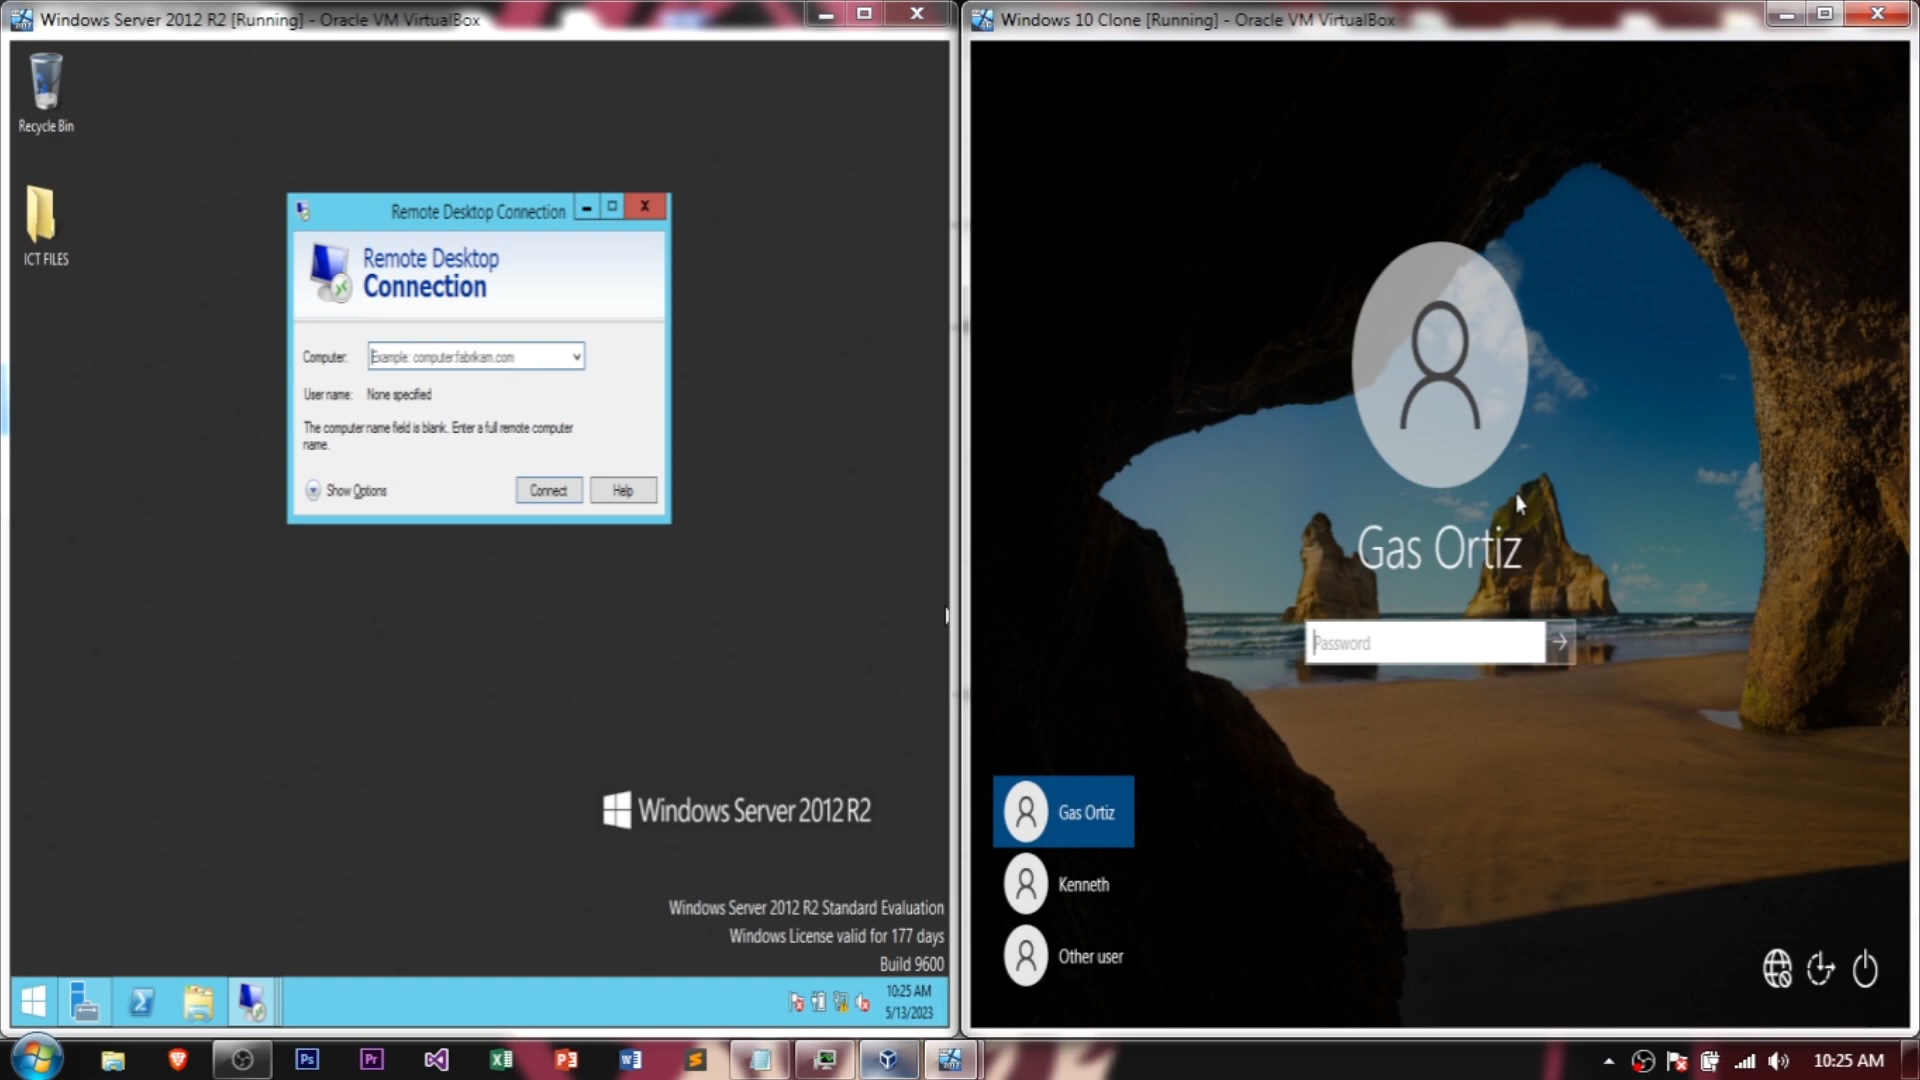 Windows Server 2012 R2 [Running] - Oracle VM VirtualBox
Recycle Bin
ICT FILES
Remote Desktop Connection
Remote Desktop
Connection
Computer:
Example: computer.fabrikam.com
User name: None specified
The computer name field is blank. Enter a full remote computer
name.
Show Options
Connect
Help
Windows Server 2012 R2
Windows Server 2012 R2 Standard Evaluation
Windows License valid for 177 days
Build 9600
10:25 AM
5/13/2023
Windows 10 Clone [Running] - Oracle VM VirtualBox
Gas Ortiz
Password
Gas Ortiz
Kenneth
Other user
Ps
Pr
10:25 AM